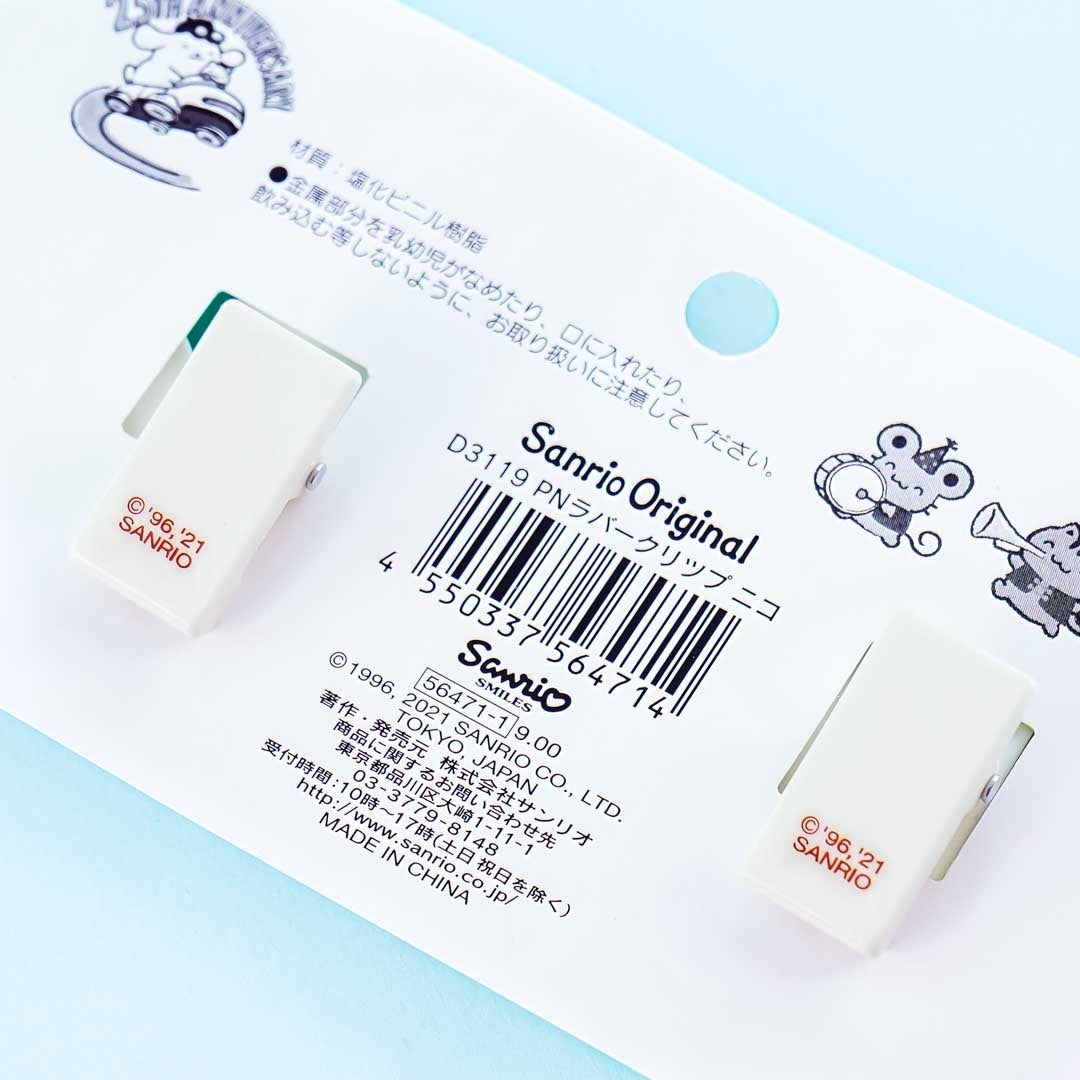 25TH ANNIVERSARY
材質：塩化ビニル樹脂
●金属部分を乳幼児がなめたり、口に入れたり、
飲み込む等しないように、お取り扱いに注意してください。
© '96, '21
SANRIO
Sanrio Original
D3119 PNラバークリツプ ニコ
4 550337 564714
Sanrio
SMILES
56471-1 9.00
©1996, 2021 SANRIO CO., LTD.
TOKYO, JAPAN
著作・発売元 株式会社サンリオ
商品に関するお問い合わせ先
東京都品川区大崎1-11-1
03-3779-8148
受付時間:10時〜17時(土日祝日を除く)
http://www.sanrio.co.jp/
MADE IN CHINA
© '96, '21
SANRIO